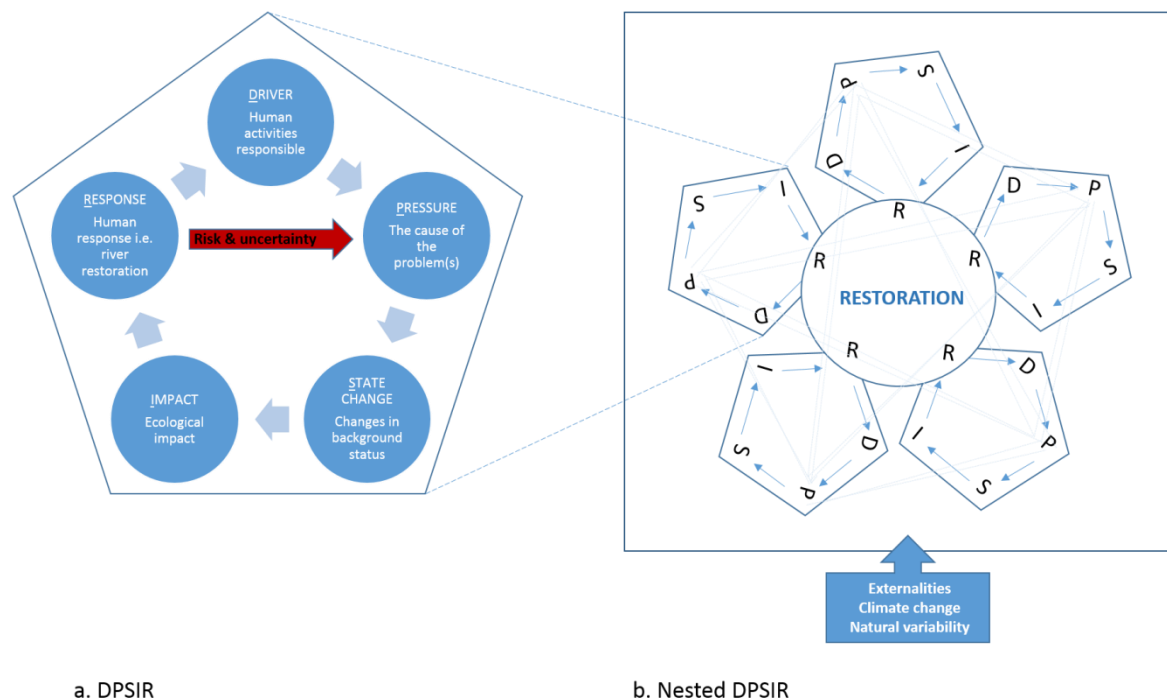 DRIVER
Human
activities
responsible
RESPONSE
Human
response i.e.
river
restoration
Risk & uncertainty
PRESSURE
The cause of
the
problem(s)
IMPACT
Ecological
impact
STATE
CHANGE
Changes in
background
status
a. DPSIR
P
S
D
I
R
S
I
R
P
D
D
P
R
S
I
RESTORATION
R
I
D
S
P
R
D
I
P
S
Externalities
Climate change
Natural variability
b. Nested DPSIR